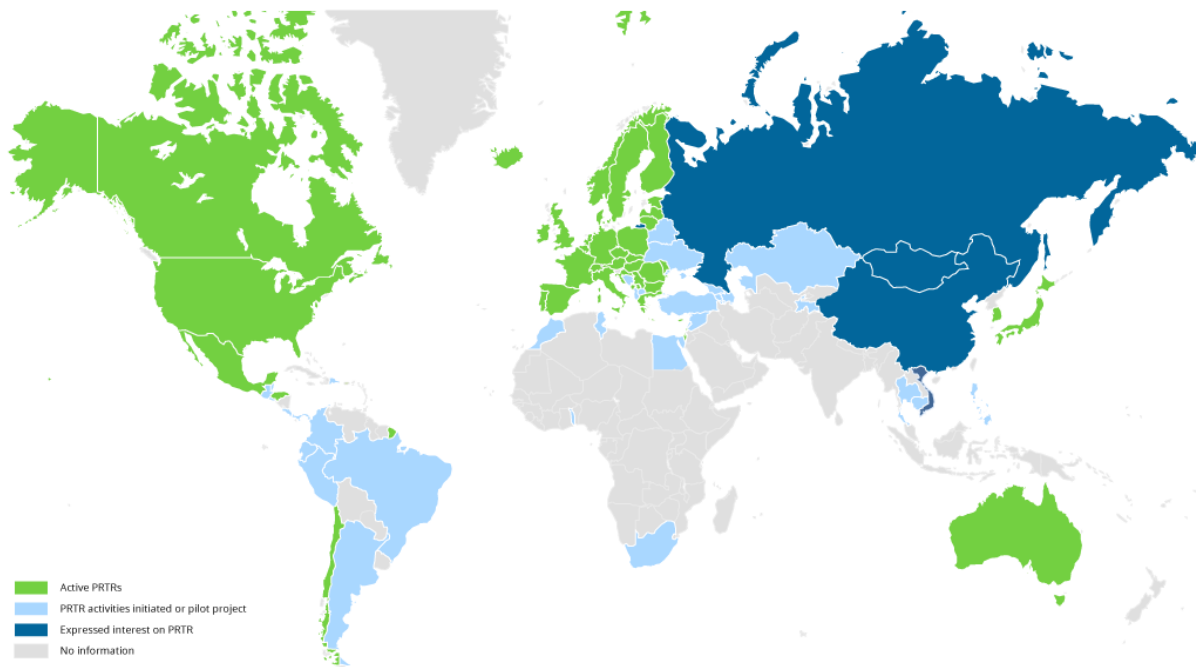 Active PRTRs
PRTR activities initiated or pilot project
Expressed interest on PRTR
No information